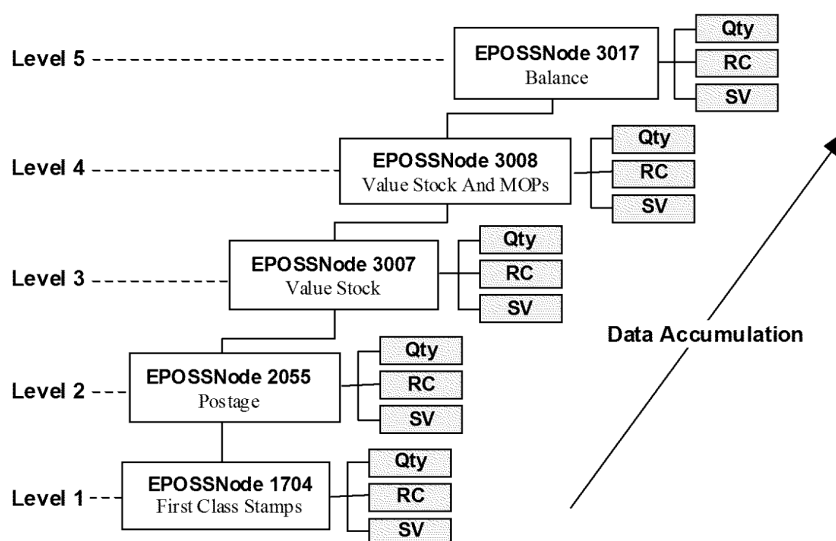 Level 5
EPOSSNode 3017
Balance
Qty
RC
SV
Level 4
EPOSSNode 3008
Value Stock And MOPs
Qty
RC
SV
Level 3
EPOSSNode 3007
Value Stock
Qty
RC
SV
Data Accumulation
Level 2
EPOSSNode 2055
Postage
Qty
RC
SV
Level 1
EPOSSNode 1704
First Class Stamps
Qty
RC
SV